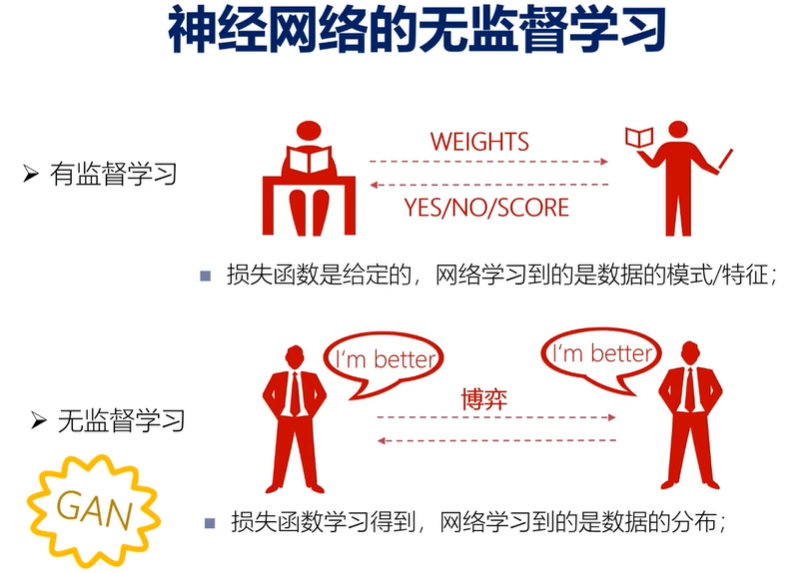 神经网络的无监督学习
➢ 有监督学习
WEIGHTS
YES/NO/SCORE
■ 损失函数是给定的，网络学习到的是数据的模式/特征；
I'm better
I'm better
博弈
➢ 无监督学习
GAN
■ 损失函数学习得到，网络学习到的是数据的分布；